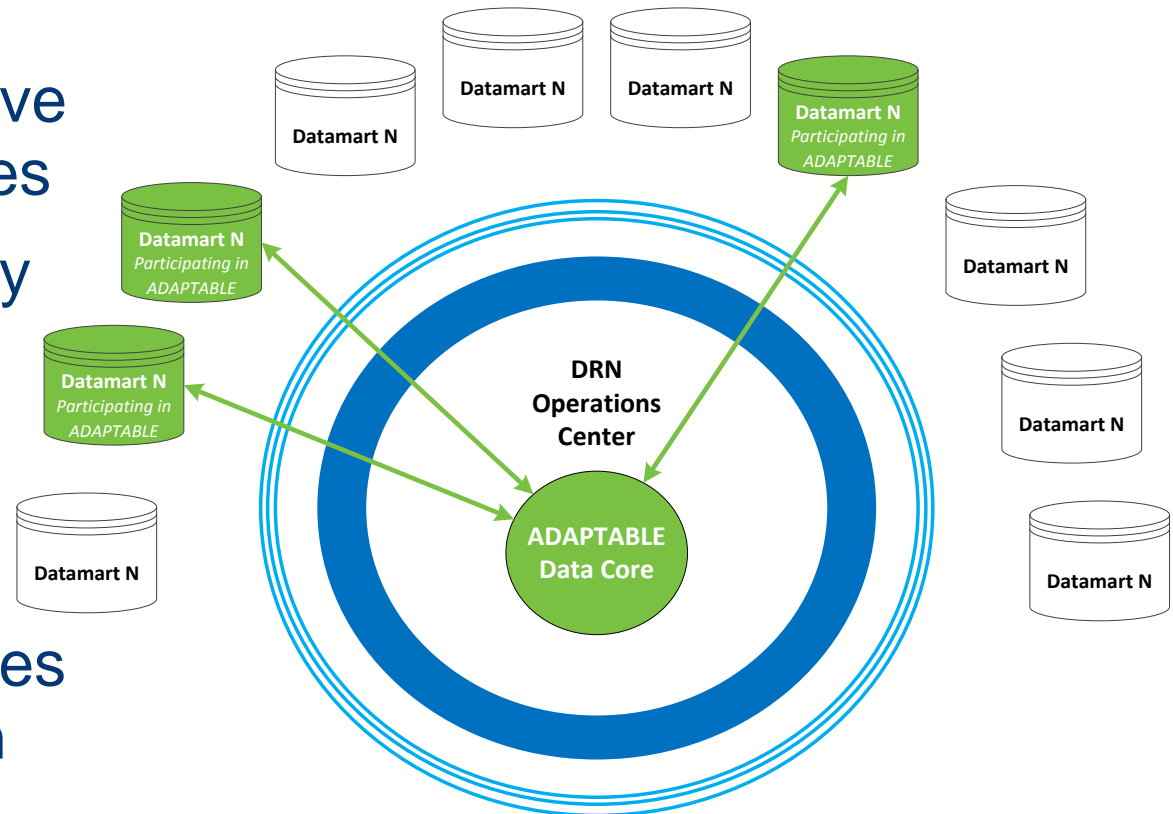 ve
es
y
es
n
Datamart N
Datamart N
Datamart N
Datamart N
Participating in
ADAPTABLE
Datamart N
Participating in
ADAPTABLE
Datamart N
Datamart N
Participating in
ADAPTABLE
Datamart N
Datamart N
Datamart N
DRN
Operations
Center
ADAPTABLE
Data Core